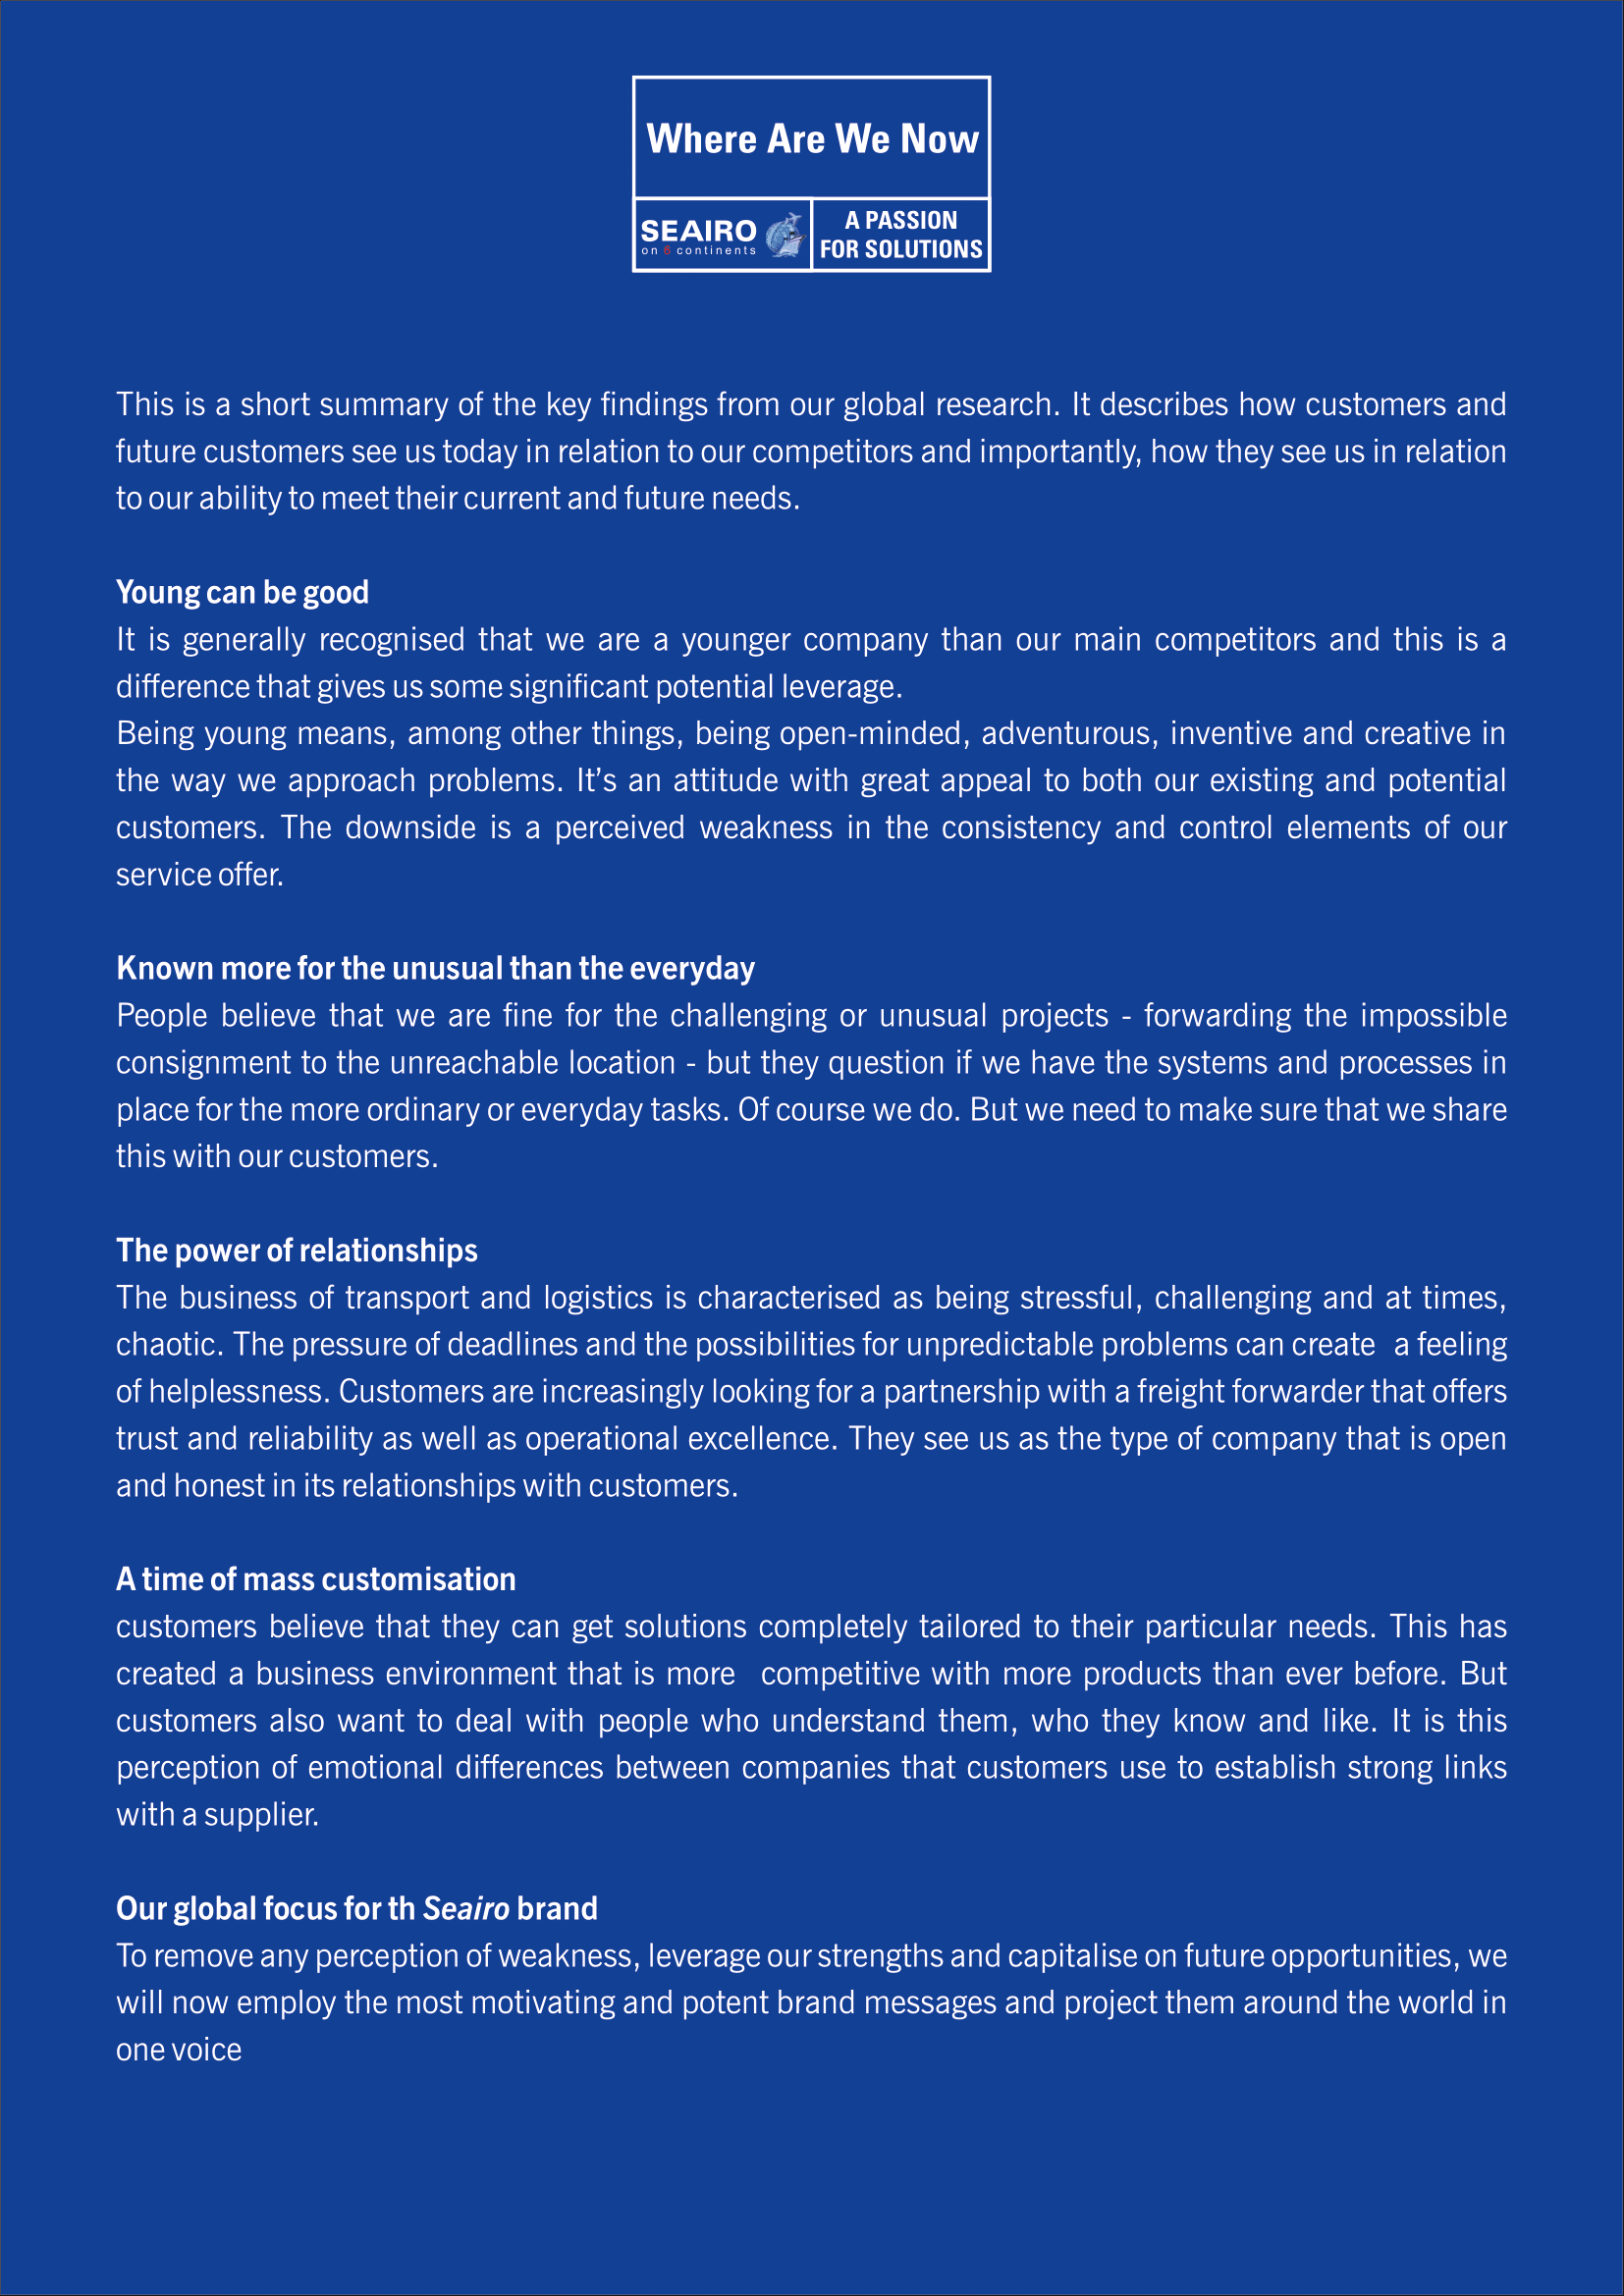 Where Are We Now
SEAIRO
on 6 continents
A PASSION
FOR SOLUTIONS
This is a short summary of the key findings from our global research. It describes how customers and
future customers see us today in relation to our competitors and importantly, how they see us in relation
to our ability to meet their current and future needs.
Young can be good
It is generally recognised that we are a younger company than our main competitors and this is a
difference that gives us some significant potential leverage.
Being young means, among other things, being open-minded, adventurous, inventive and creative in
the way we approach problems. It’s an attitude with great appeal to both our existing and potential
customers. The downside is a perceived weakness in the consistency and control elements of our
service offer.
Known more for the unusual than the everyday
People believe that we are fine for the challenging or unusual projects - forwarding the impossible
consignment to the unreachable location - but they question if we have the systems and processes in
place for the more ordinary or everyday tasks. Of course we do. But we need to make sure that we share
this with our customers.
The power of relationships
The business of transport and logistics is characterised as being stressful, challenging and at times,
chaotic. The pressure of deadlines and the possibilities for unpredictable problems can create a feeling
of helplessness. Customers are increasingly looking for a partnership with a freight forwarder that offers
trust and reliability as well as operational excellence. They see us as the type of company that is open
and honest in its relationships with customers.
A time of mass customisation
customers believe that they can get solutions completely tailored to their particular needs. This has
created a business environment that is more competitive with more products than ever before. But
customers also want to deal with people who understand them, who they know and like. It is this
perception of emotional differences between companies that customers use to establish strong links
with a supplier.
Our global focus for th Seairo brand
To remove any perception of weakness, leverage our strengths and capitalise on future opportunities, we
will now employ the most motivating and potent brand messages and project them around the world in
one voice